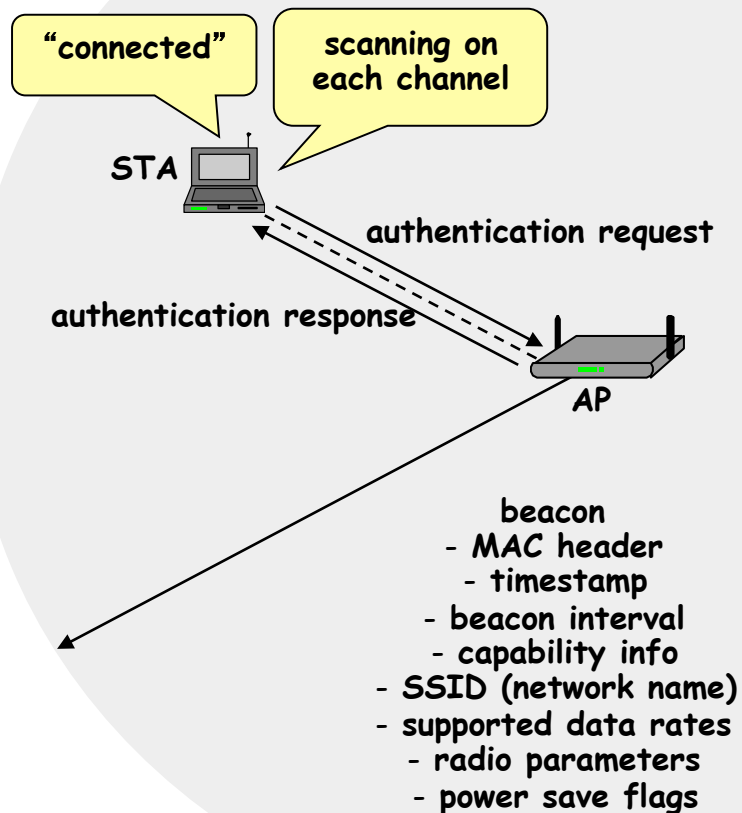 “connected”
scanning on
each channel
STA
authentication request
authentication response
AP
beacon
- MAC header
- timestamp
- beacon interval
- capability info
- SSID (network name)
- supported data rates
- radio parameters
- power save flags